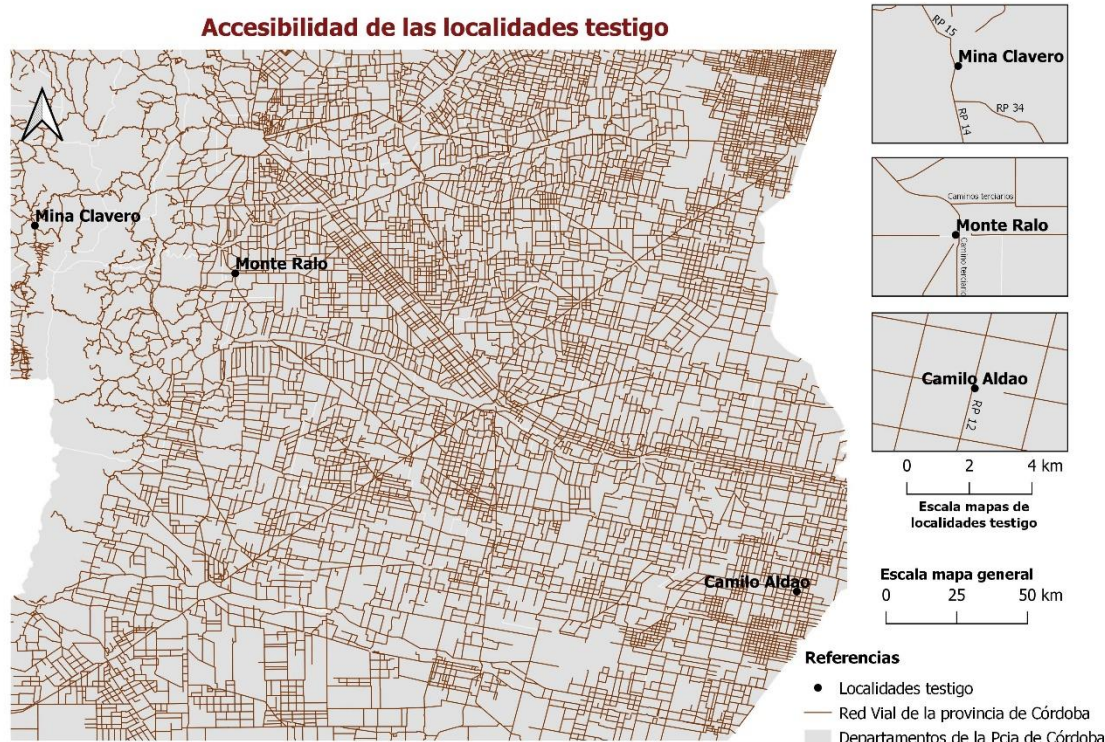 Accesibilidad de las localidades testigo
Mina Clavero
Monte Ralo
Camilo Aldao
RP 15
Mina Clavero
RP 34
RP 14
Caminos terciarios
Monte Ralo
Camino terciario
Camilo Aldao
RP 12
0 2 4 km
Escala mapas de
localidades testigo
Escala mapa general
0 25 50 km
Referencias
Localidades testigo
Red Vial de la provincia de Córdoba
Departamentos de la Pcia de Córdoba